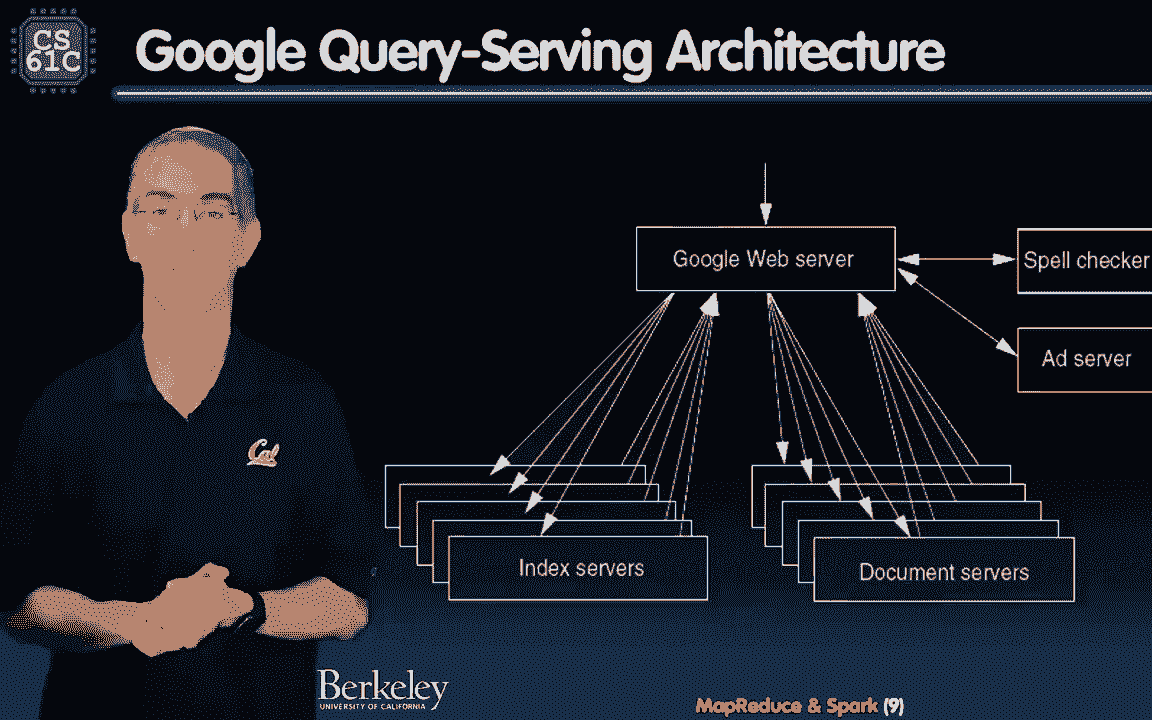 CS
61C
Google Query-Serving Architecture
Google Web server
Spell checker
Ad server
Cal
Index servers
Document servers
Berkeley
UNIVERSITY OF CALIFORNIA
MapReduce & Spark (9)